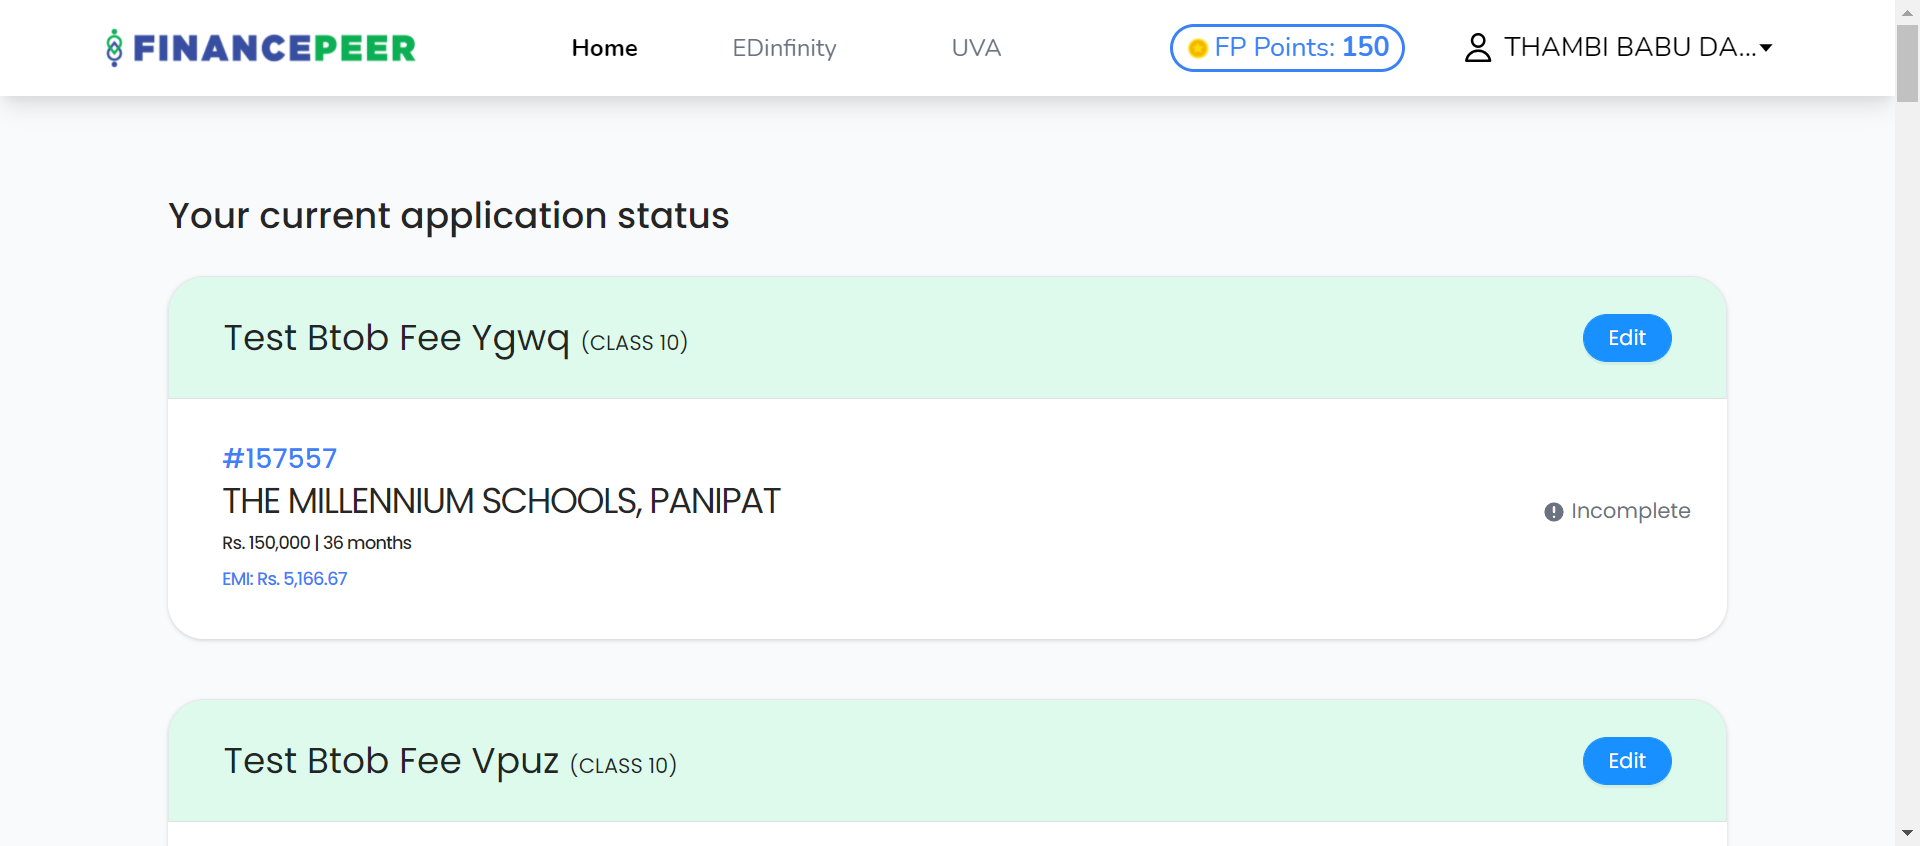 FINANCEPEER Home EDinfinity UVA FP Points: 150 THAMBI BABU DA...
Your current application status
Test Btob Fee Ygwq (CLASS 10) Edit
#157557
THE MILLENNIUM SCHOOLS, PANIPAT
Incomplete
Rs. 150,000 | 36 months
EMI: Rs. 5,166.67
Test Btob Fee Vpuz (CLASS 10) Edit